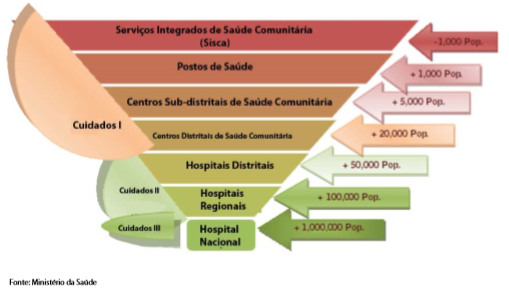 Serviços Integrados de Saúde Comunitária
(Sisca)
-1,000 Pop.
Postos de Saúde
+ 1,000 Pop.
Centros Sub-distritais de Saúde Comunitária
+ 5,000 Pop.
Cuidados I
Centros Distritais de Saúde Comunitária
+ 20,000 Pop.
Hospitais Distritais
+ 50,000 Pop.
Cuidados II
Hospitais
Regionais
+ 100,000 Pop.
Cuidados III
Hospital
Nacional
+ 1,000,000 Pop.
Fonte: Ministério da Saúde